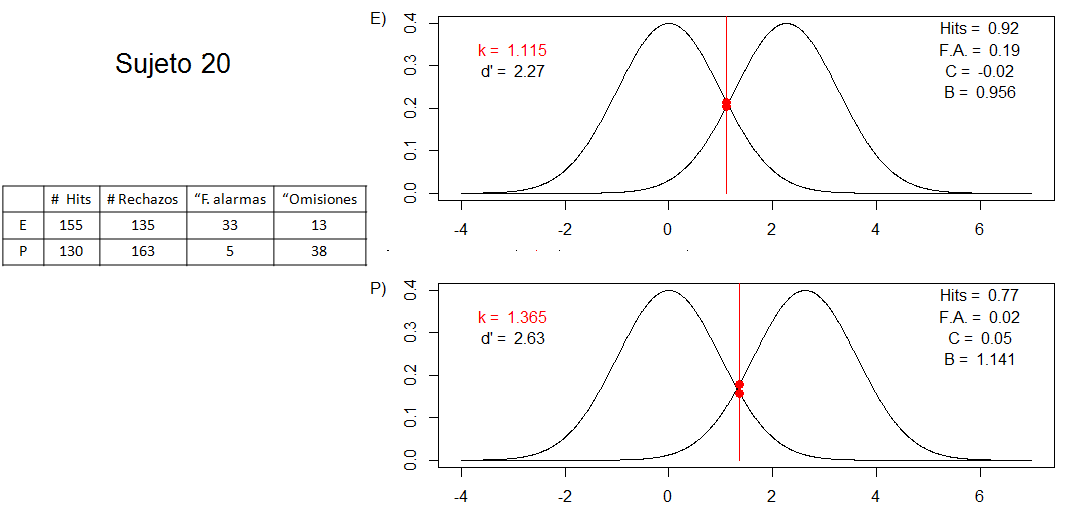 Sujeto 20
# Hits # Rechazos “F. alarmas “Omisiones
E 155 135 33 13
P 130 163 5 38
E)
k = 1.115
d' = 2.27
Hits = 0.92
F.A. = 0.19
C = -0.02
B = 0.956
0.4
0.3
0.2
0.1
0.0
-4 -2 0 2 4 6
P)
k = 1.365
d' = 2.63
Hits = 0.77
F.A. = 0.02
C = 0.05
B = 1.141
0.4
0.3
0.2
0.1
0.0
-4 -2 0 2 4 6